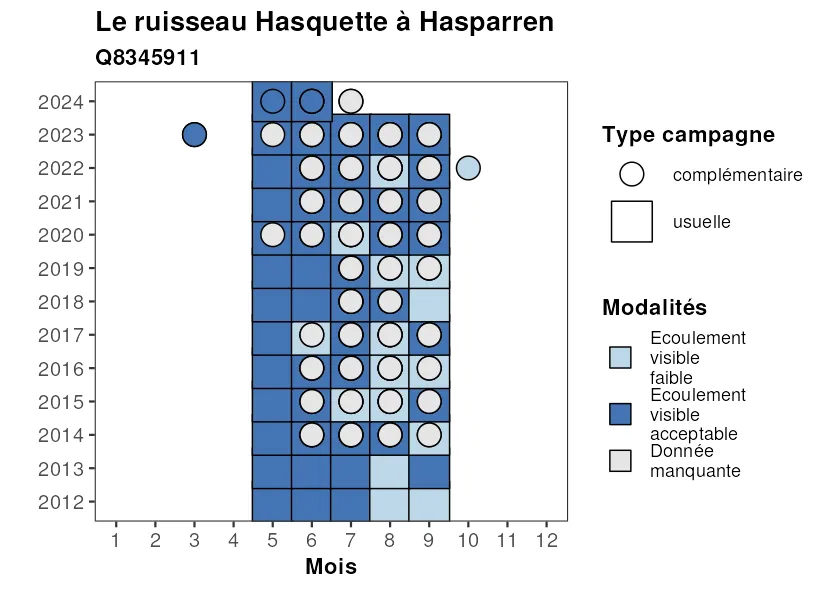 Le ruisseau Hasquette à Hasparren
Q8345911
2024
2023
2022
2021
2020
2019
2018
2017
2016
2015
2014
2013
2012
1 2 3 4 5 6 7 8 9 10 11 12
Mois
Type campagne
complémentaire
usuelle
Modalités
Ecoulement
visible
faible
Ecoulement
visible
acceptable
Donnée
manquante